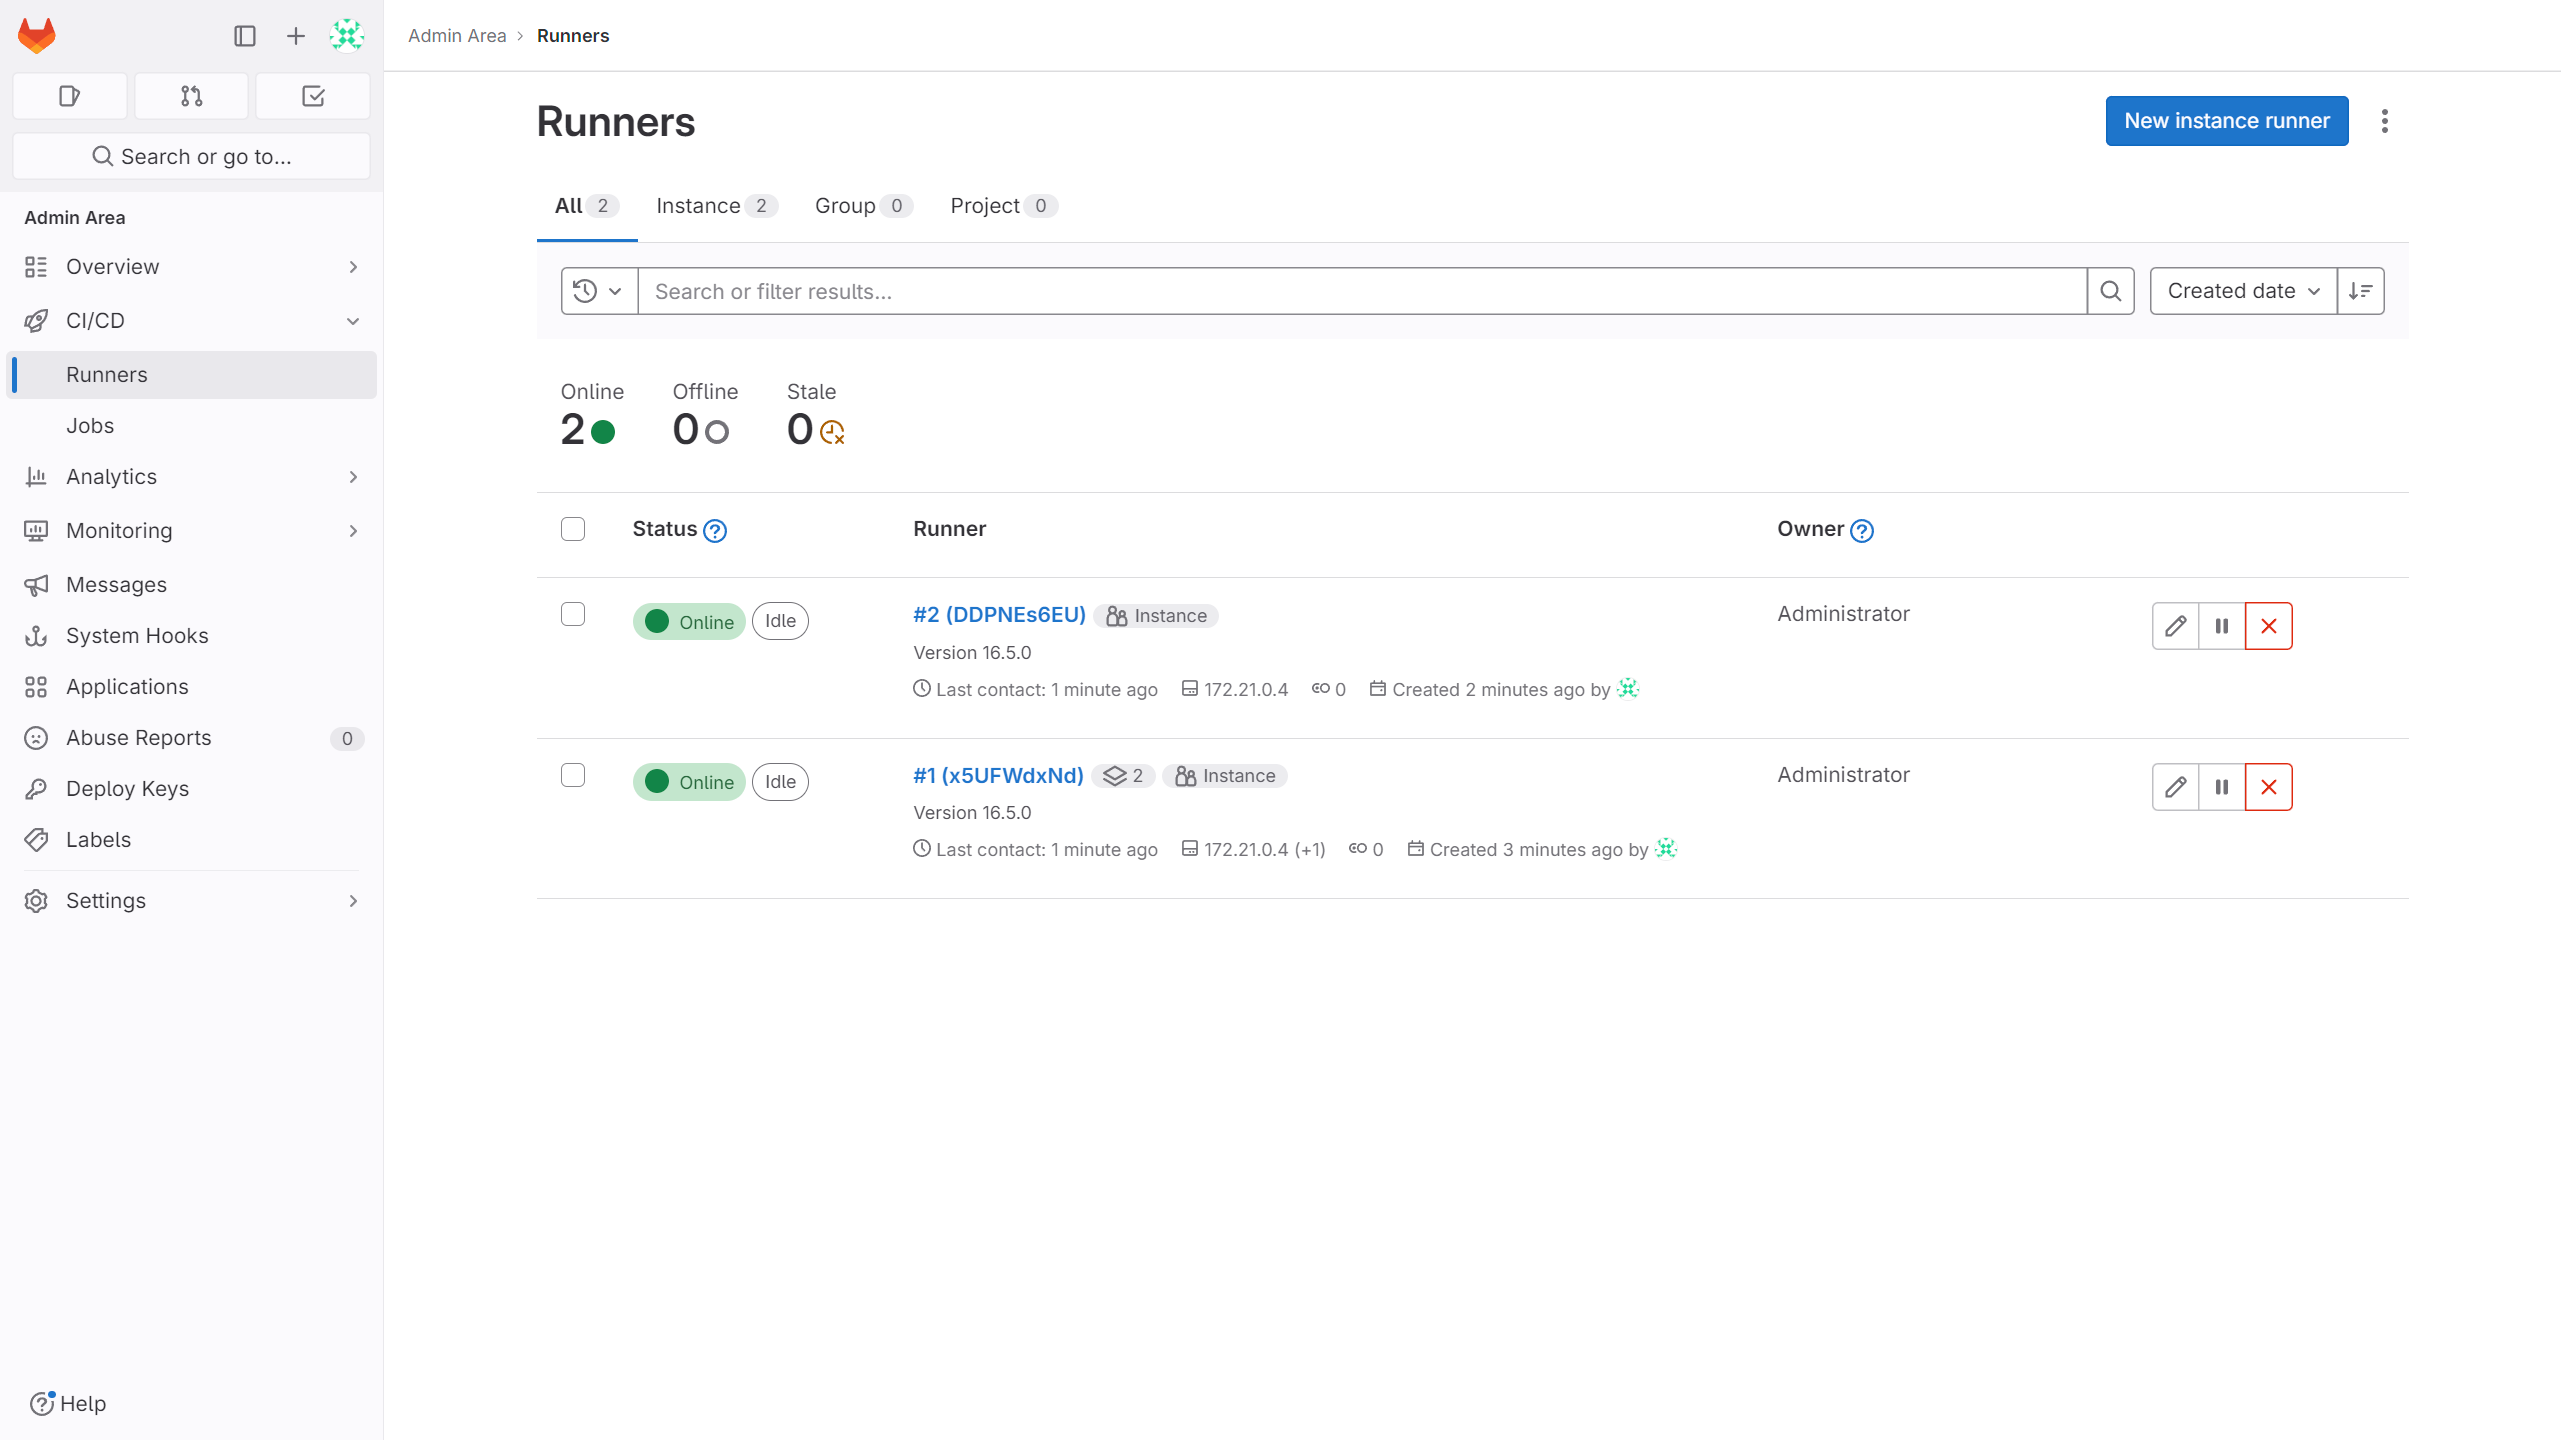 Admin Area › Runners
Search or go to...
Admin Area
Overview
CI/CD
Runners
Jobs
Analytics
Monitoring
Messages
System Hooks
Applications
Abuse Reports 0
Deploy Keys
Labels
Settings
Help
Runners
New instance runner
All 2 Instance 2 Group 0 Project 0
Search or filter results...
Created date
Online Offline Stale
2 0 0
Status Runner Owner
Online Idle #2 (DDPNEs6EU) Instance Administrator
Version 16.5.0
Last contact: 1 minute ago 172.21.0.4 0 Created 2 minutes ago by
Online Idle #1 (x5UFWdxNd) 2 Instance Administrator
Version 16.5.0
Last contact: 1 minute ago 172.21.0.4 (+1) 0 Created 3 minutes ago by